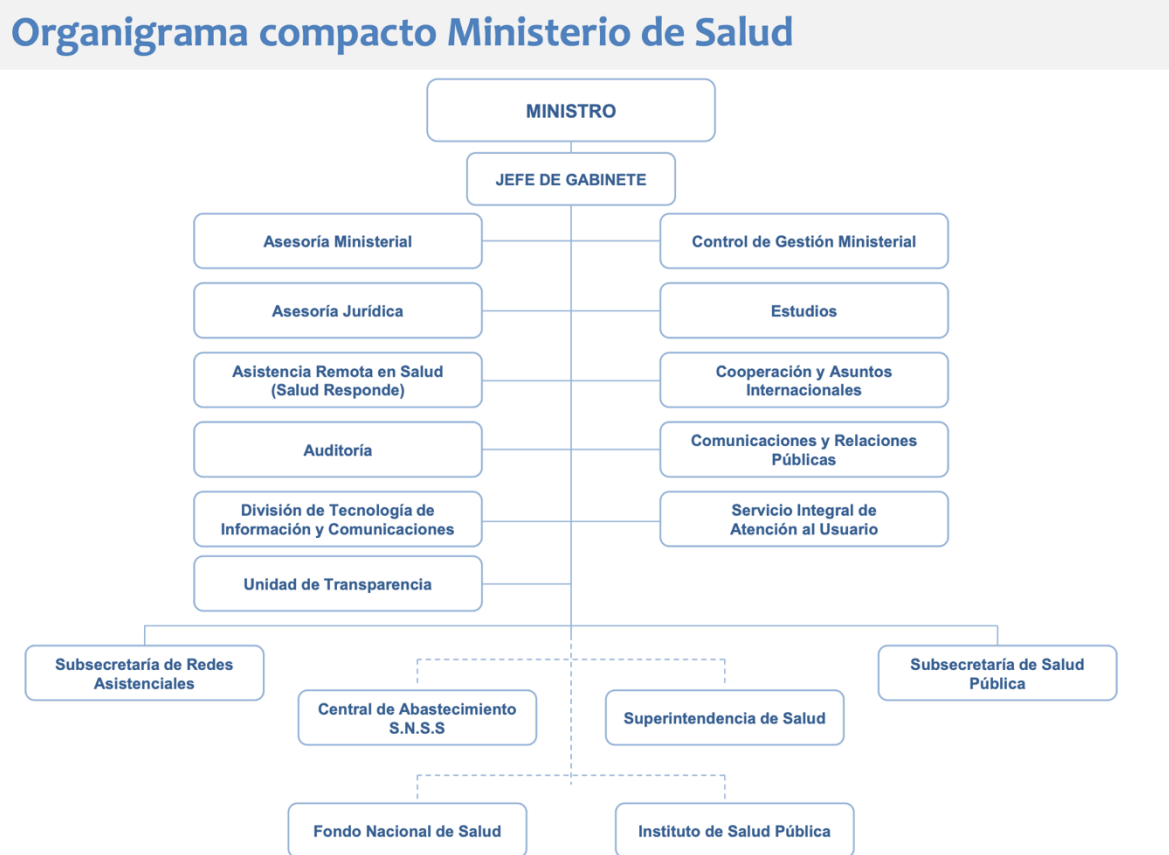 Organigrama compacto Ministerio de Salud
MINISTRO
JEFE DE GABINETE
Asesoría Ministerial
Control de Gestión Ministerial
Asesoría Jurídica
Estudios
Asistencia Remota en Salud
(Salud Responde)
Cooperación y Asuntos
Internacionales
Auditoría
Comunicaciones y Relaciones
Públicas
División de Tecnología de
Información y Comunicaciones
Servicio Integral de
Atención al Usuario
Unidad de Transparencia
Subsecretaría de Redes
Asistenciales
Subsecretaría de Salud
Pública
Central de Abastecimiento
S.N.S.S
Superintendencia de Salud
Fondo Nacional de Salud
Instituto de Salud Pública